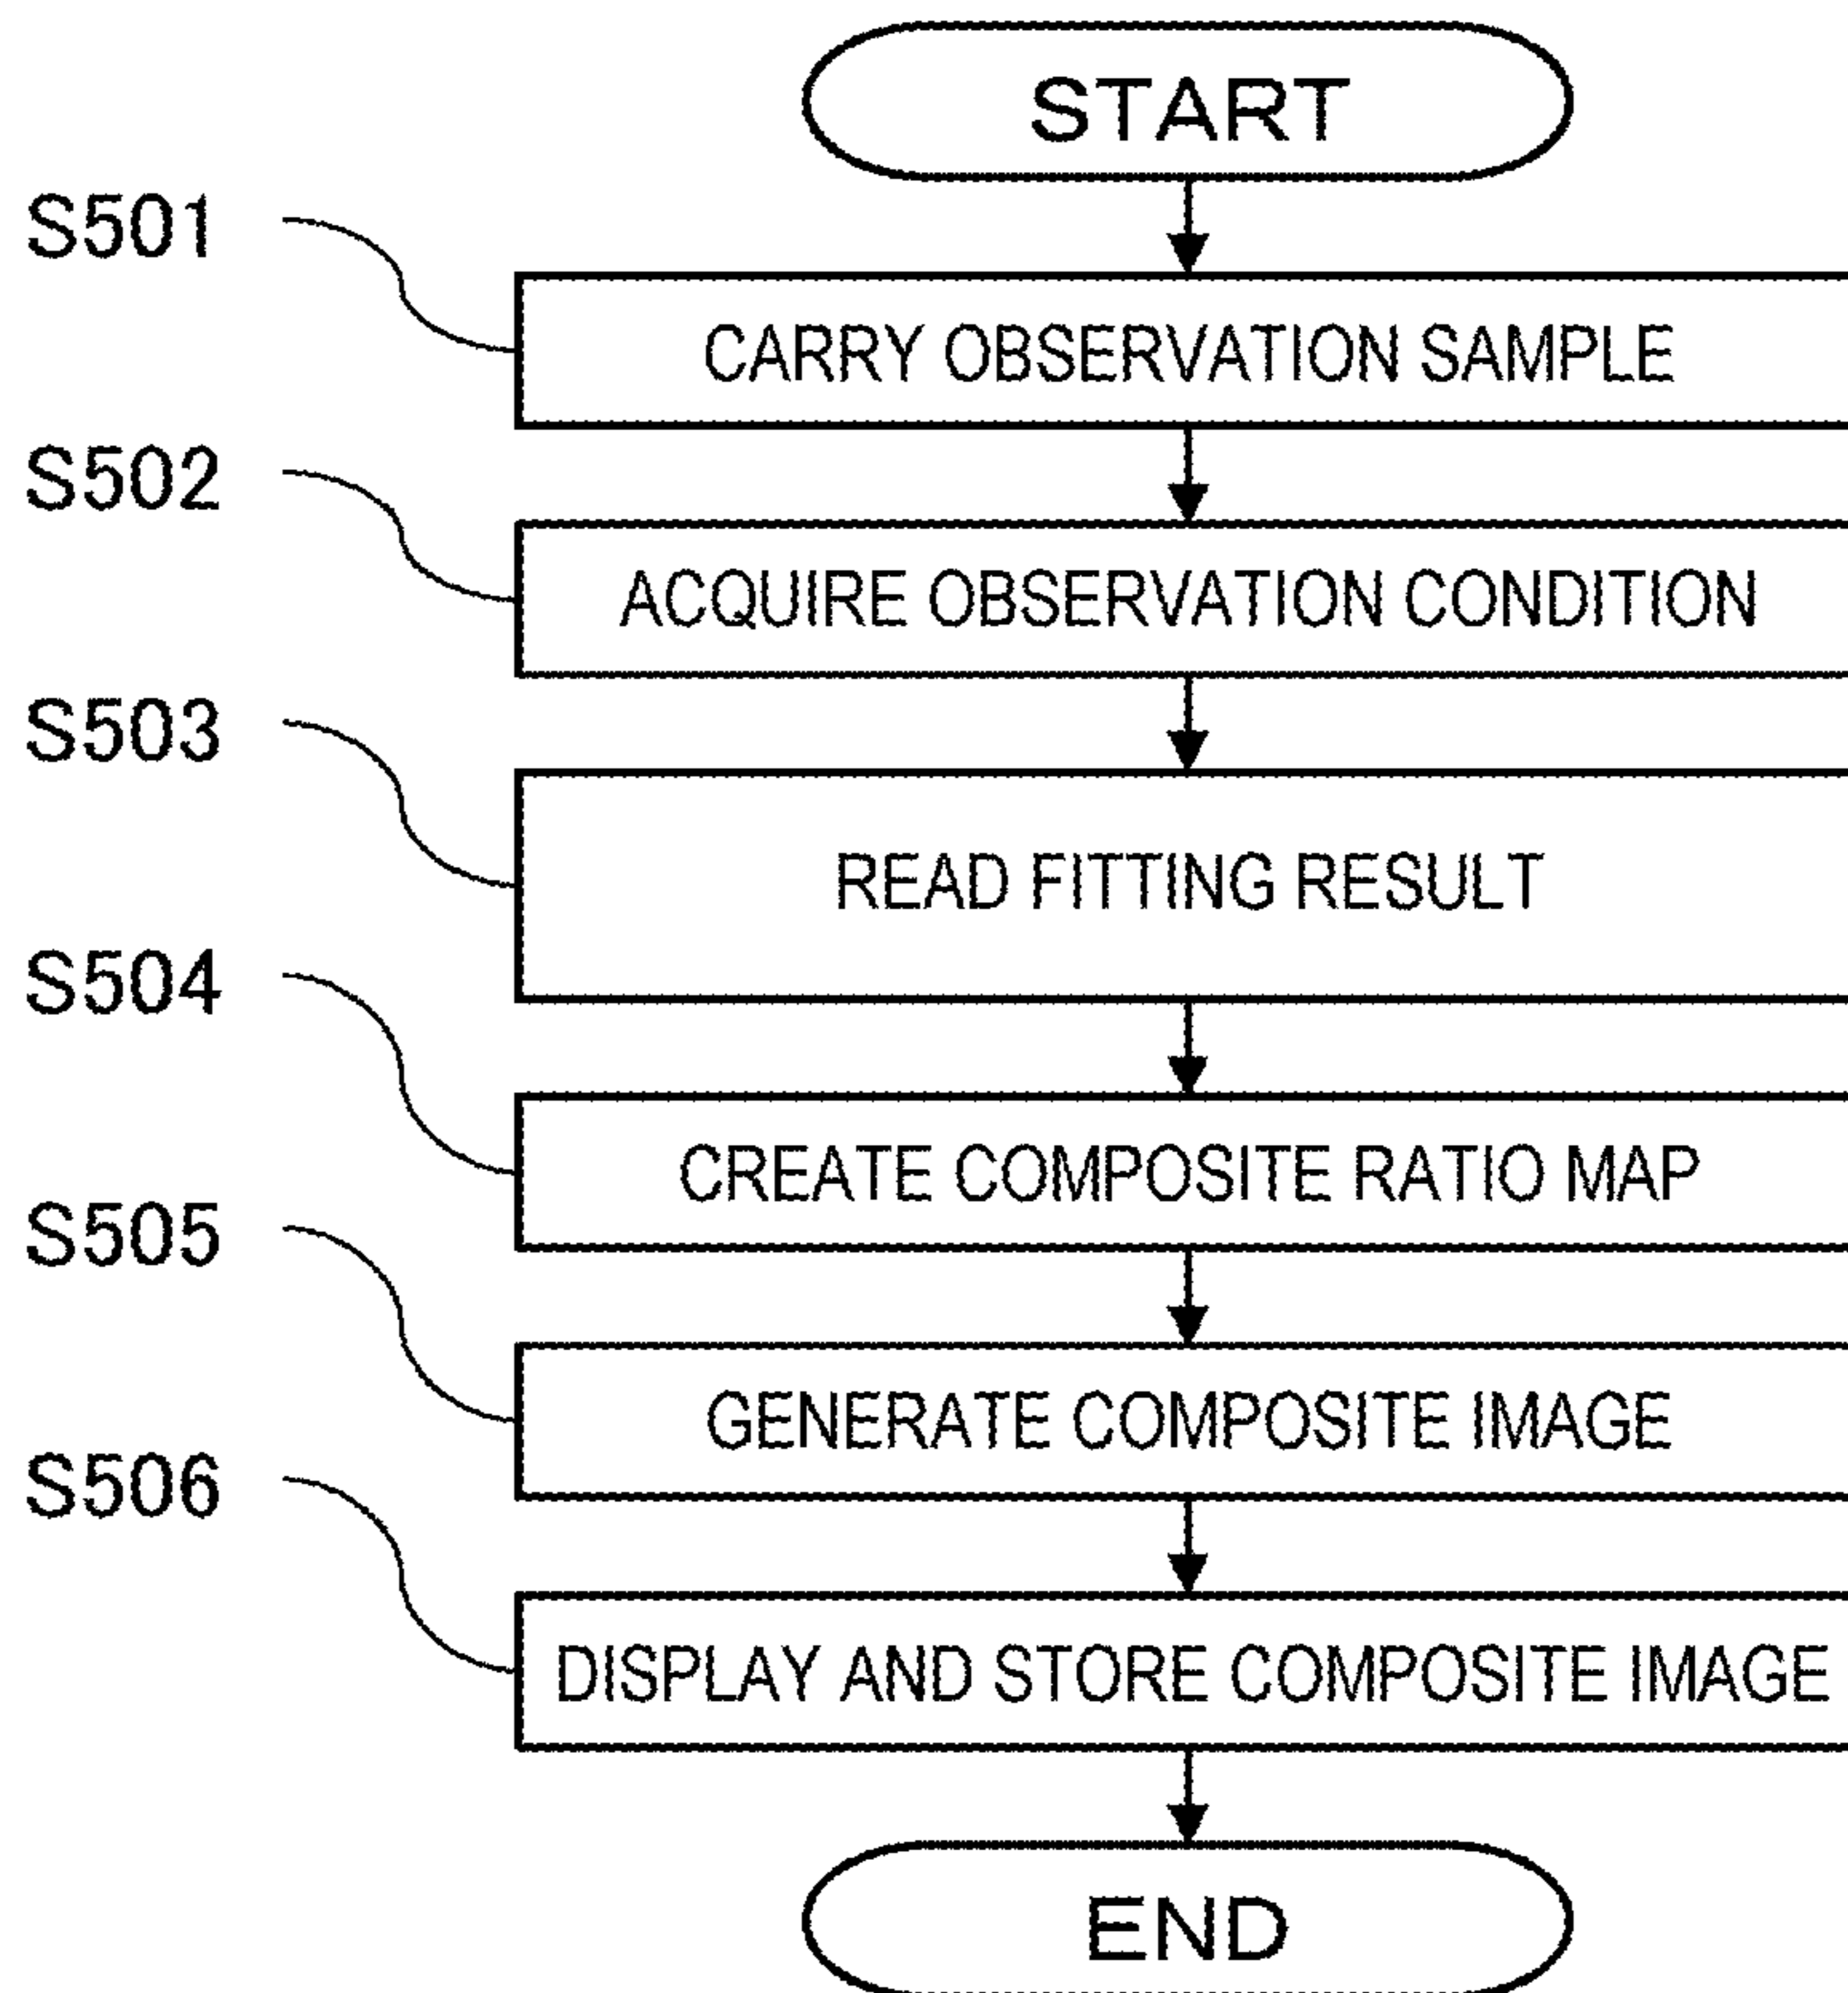 START
S501
CARRY OBSERVATION SAMPLE
S502
ACQUIRE OBSERVATION CONDITION
S503
READ FITTING RESULT
S504
CREATE COMPOSITE RATIO MAP
S505
GENERATE COMPOSITE IMAGE
S506
DISPLAY AND STORE COMPOSITE IMAGE
END